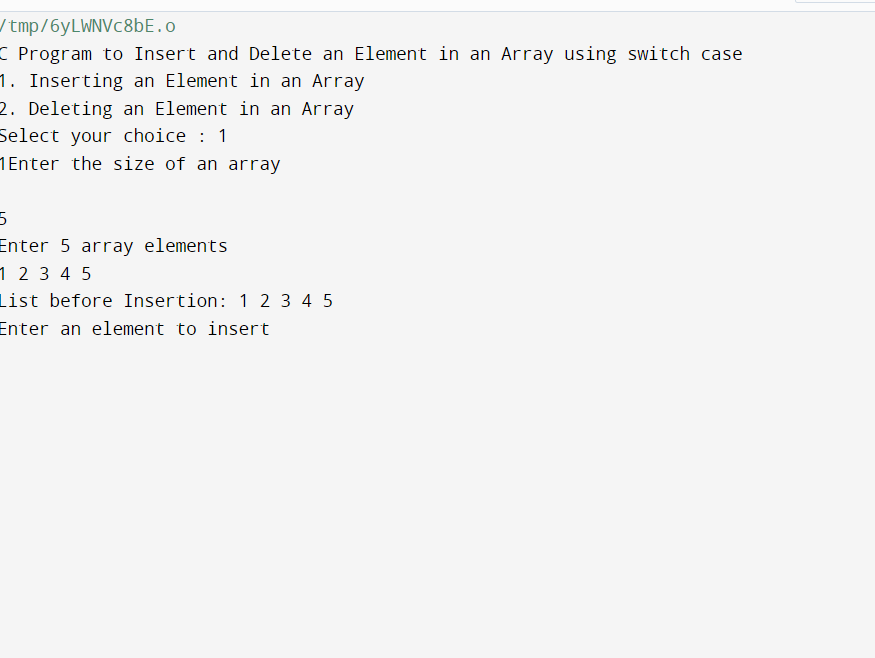 /tmp/6yLWNVc8bE.o
C Program to Insert and Delete an Element in an Array using switch case
1. Inserting an Element in an Array
2. Deleting an Element in an Array
Select your choice : 1
1Enter the size of an array
5
Enter 5 array elements
1 2 3 4 5
List before Insertion: 1 2 3 4 5
Enter an element to insert